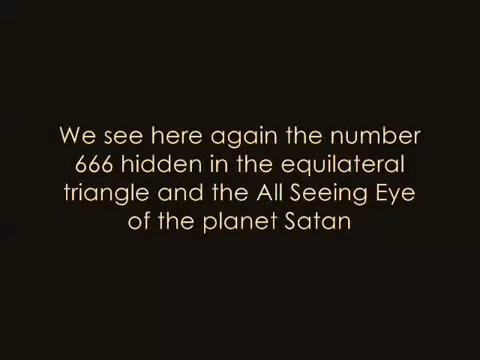 We see here again the number
666 hidden in the equilateral
triangle and the All Seeing Eye
of the planet Satan